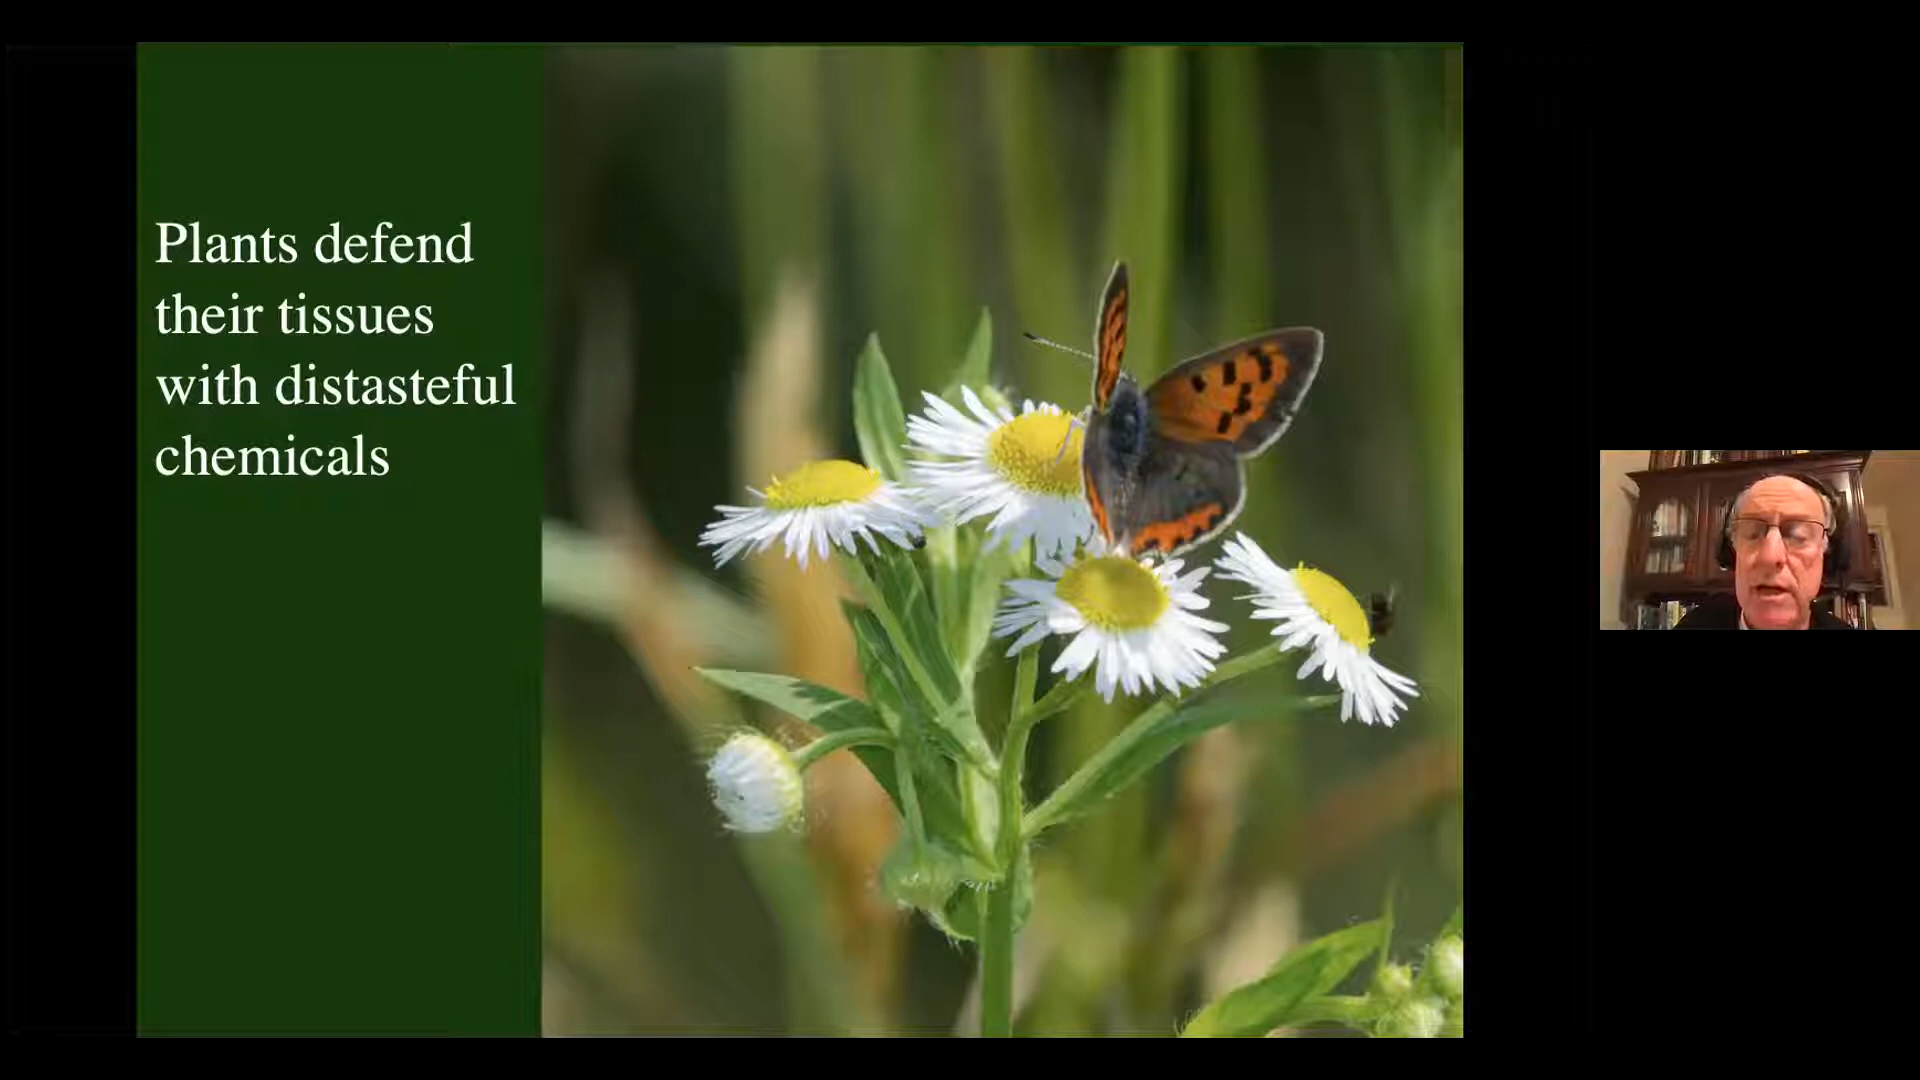 Plants defend
their tissues
with distasteful
chemicals